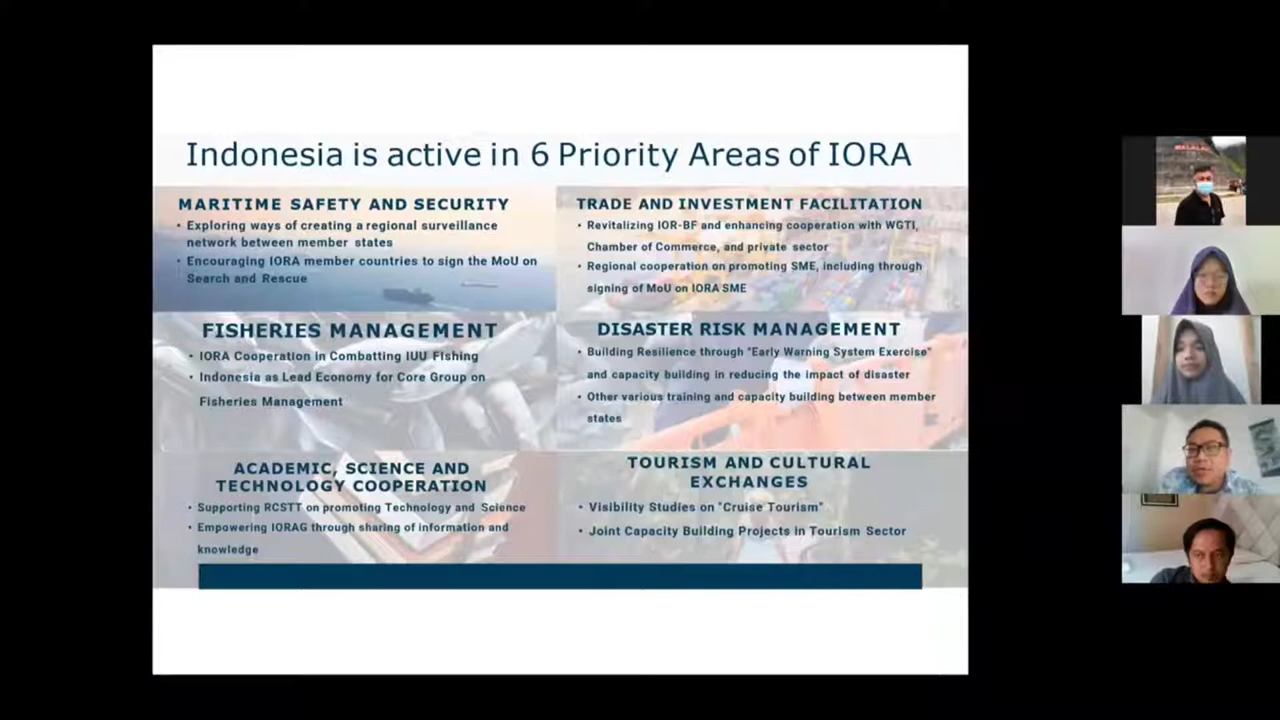 Indonesia is active in 6 Priority Areas of IORA
MARITIME SAFETY AND SECURITY
• Exploring ways of creating a regional surveillance
network between member states
• Encouraging IORA member countries to sign the MoU on
Search and Rescue
TRADE AND INVESTMENT FACILITATION
• Revitalizing IOR-BF and enhancing cooperation with WGTI,
Chamber of Commerce, and private sector
• Regional cooperation on promoting SME, including through
signing of MoU on IORA SME
FISHERIES MANAGEMENT
• IORA Cooperation in Combatting IUU Fishing
• Indonesia as Lead Economy for Core Group on
Fisheries Management
DISASTER RISK MANAGEMENT
• Building Resilience through "Early Warning System Exercise"
and capacity building in reducing the impact of disaster
• Other various training and capacity building between member
states
ACADEMIC, SCIENCE AND
TECHNOLOGY COOPERATION
• Supporting RCSTT on promoting Technology and Science
• Empowering IORAG through sharing of information and
knowledge
TOURISM AND CULTURAL
EXCHANGES
• Visibility Studies on "Cruise Tourism"
• Joint Capacity Building Projects in Tourism Sector